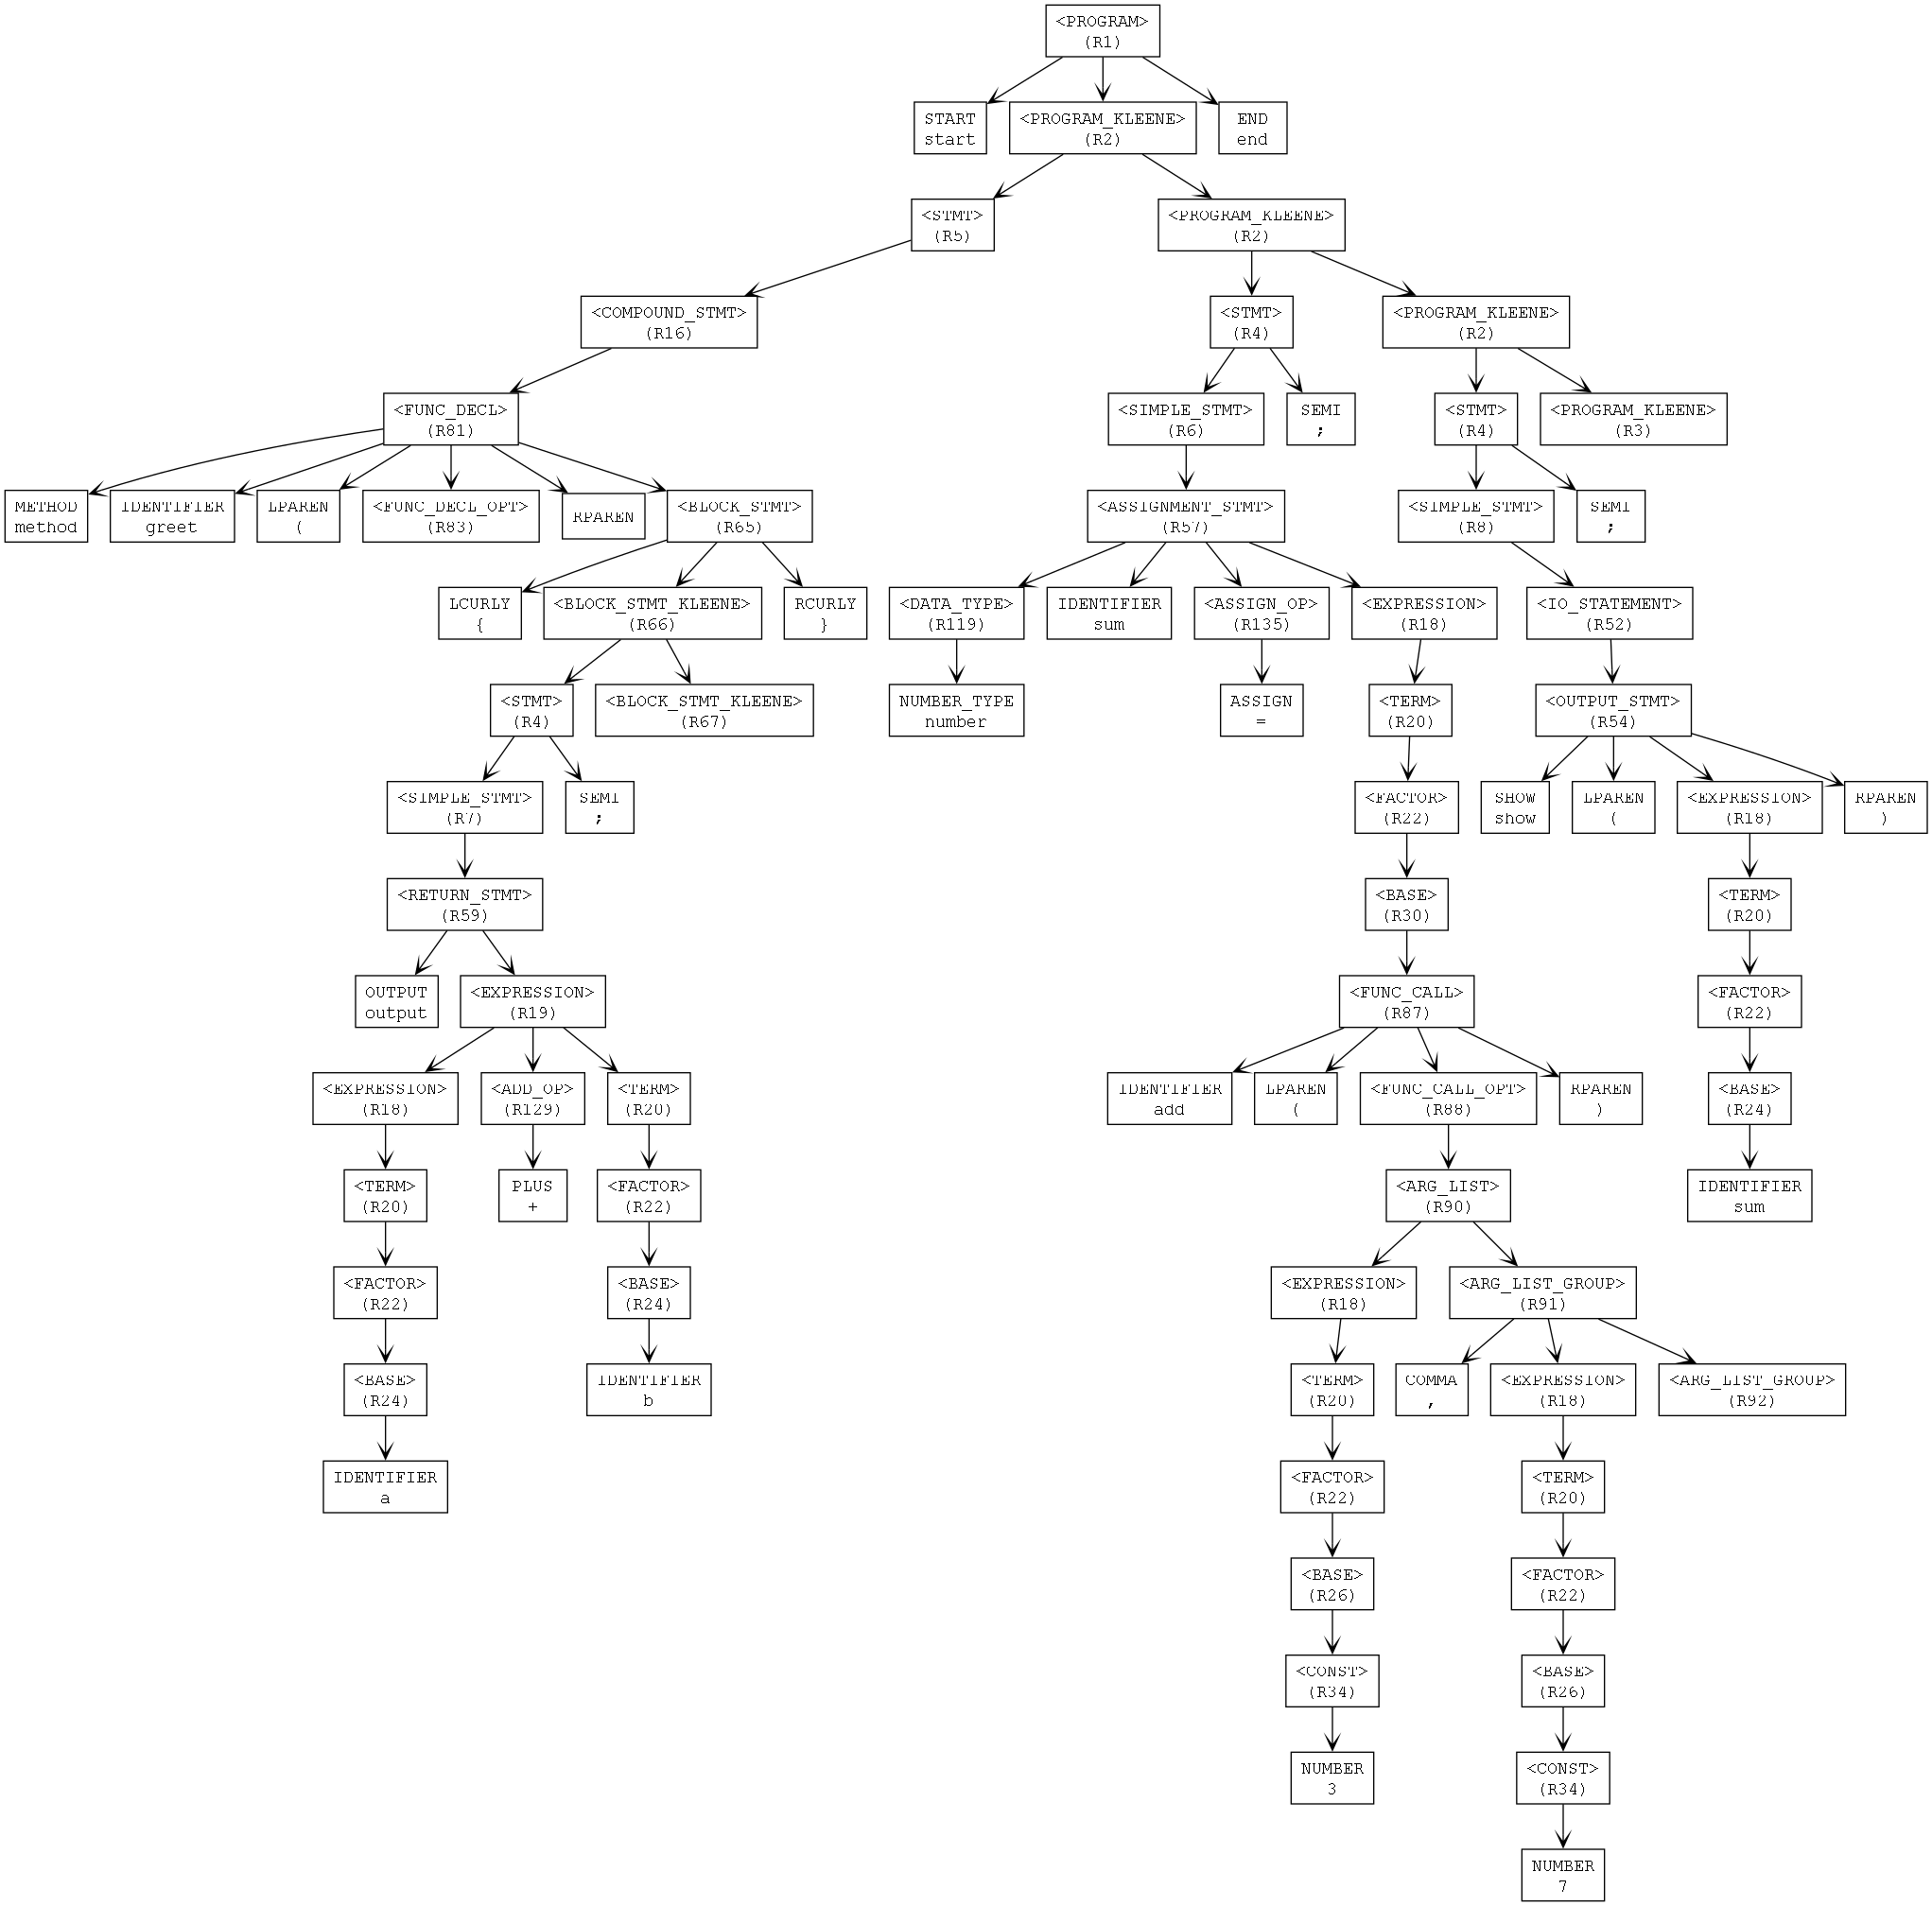 <PROGRAM>
(R1)
START
start
<PROGRAM_KLEENE>
(R2)
END
end
<STMT>
(R5)
<PROGRAM_KLEENE>
(R2)
<COMPOUND_STMT>
(R16)
<STMT>
(R4)
<PROGRAM_KLEENE>
(R2)
<FUNC_DECL>
(R81)
<SIMPLE_STMT>
(R6)
SEMI
;
<STMT>
(R4)
<PROGRAM_KLEENE>
(R3)
METHOD
method
IDENTIFIER
greet
LPAREN
(
<FUNC_DECL_OPT>
(R83)
RPAREN
<BLOCK_STMT>
(R65)
<ASSIGNMENT_STMT>
(R57)
<SIMPLE_STMT>
(R8)
SEMI
;
LCURLY
{
<BLOCK_STMT_KLEENE>
(R66)
RCURLY
}
<DATA_TYPE>
(R119)
IDENTIFIER
sum
<ASSIGN_OP>
(R135)
<EXPRESSION>
(R18)
<IO_STATEMENT>
(R52)
<STMT>
(R4)
<BLOCK_STMT_KLEENE>
(R67)
NUMBER_TYPE
number
ASSIGN
=
<TERM>
(R20)
<OUTPUT_STMT>
(R54)
<SIMPLE_STMT>
(R7)
SEMI
;
<FACTOR>
(R22)
SHOW
show
LPAREN
(
<EXPRESSION>
(R18)
RPAREN
)
<RETURN_STMT>
(R59)
<BASE>
(R30)
<TERM>
(R20)
OUTPUT
output
<EXPRESSION>
(R19)
<FUNC_CALL>
(R87)
<FACTOR>
(R22)
<EXPRESSION>
(R18)
<ADD_OP>
(R129)
<TERM>
(R20)
IDENTIFIER
add
LPAREN
(
<FUNC_CALL_OPT>
(R88)
RPAREN
)
<BASE>
(R24)
<TERM>
(R20)
PLUS
+
<FACTOR>
(R22)
<ARG_LIST>
(R90)
IDENTIFIER
sum
<FACTOR>
(R22)
<BASE>
(R24)
<EXPRESSION>
(R18)
<ARG_LIST_GROUP>
(R91)
<BASE>
(R24)
IDENTIFIER
b
<TERM>
(R20)
COMMA
,
<EXPRESSION>
(R18)
<ARG_LIST_GROUP>
(R92)
IDENTIFIER
a
<FACTOR>
(R22)
<TERM>
(R20)
<BASE>
(R26)
<FACTOR>
(R22)
<CONST>
(R34)
<BASE>
(R26)
NUMBER
3
<CONST>
(R34)
NUMBER
7